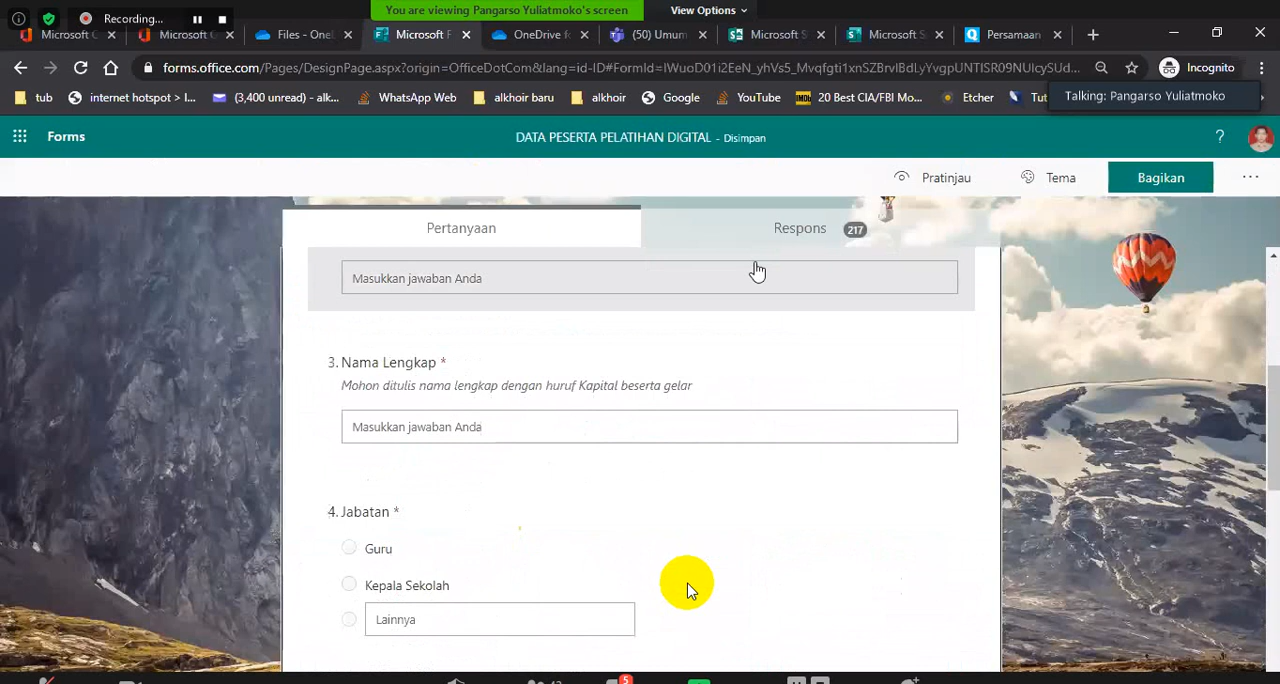 Recording...
You are viewing Pangarso Yuliatmoko's screen
View Options
Microsoft
Microsoft
Files - OneL
Microsoft F
OneDrive fo
(50) Umum
Microsoft S
Microsoft S
Persamaan
forms.office.com/Pages/DesignPage.aspx?origin=OfficeDotCom&lang=id-ID#FormId=
Incognito
tub
internet hotspot > I...
(3,400 unread) - alk...
WhatsApp Web
alkhoir baru
alkhoir
Google
YouTube
20 Best CIA/FBI Mo...
Etcher
Tut
Talking: Pangarso Yuliatmoko
Forms
DATA PESERTA PELATIHAN DIGITAL - Disimpan
?
Pratinjau
Tema
Bagikan
...
Pertanyaan
Respons 217
Masukkan jawaban Anda
3. Nama Lengkap *
Mohon ditulis nama lengkap dengan huruf Kapital beserta gelar
Masukkan jawaban Anda
4. Jabatan *
Guru
Kepala Sekolah
Lainnya
5